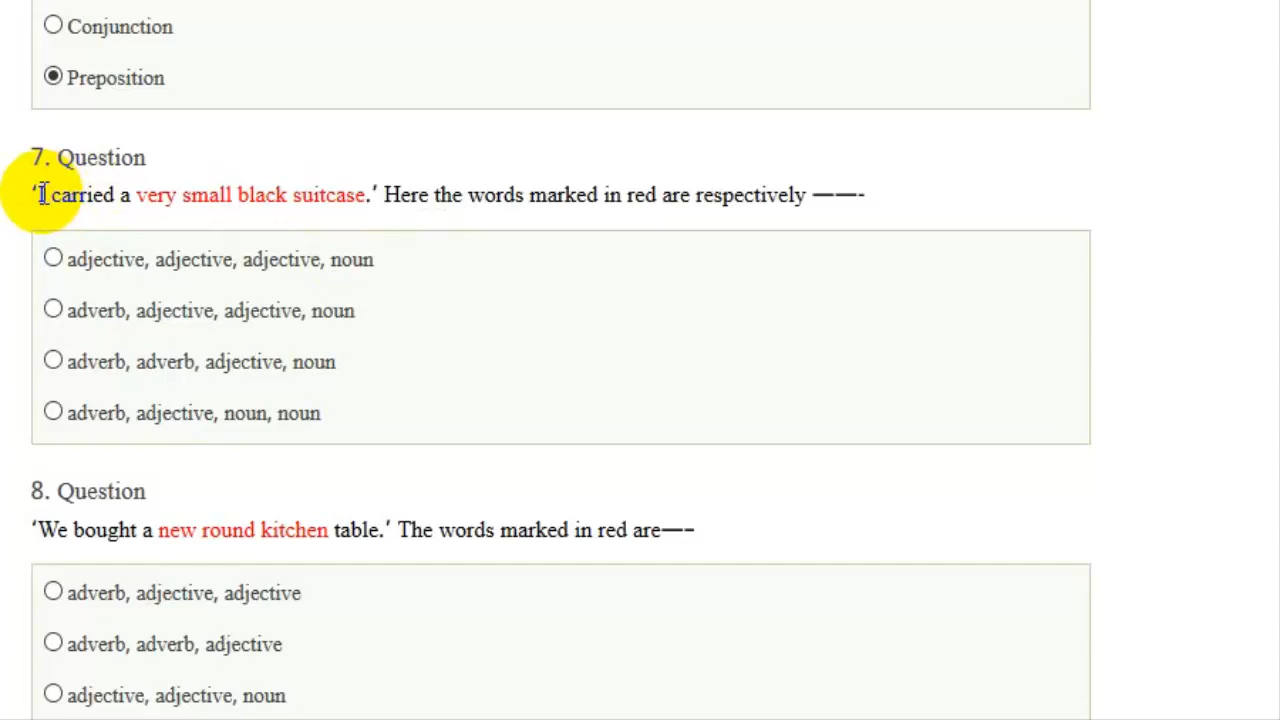 Conjunction
Preposition
7. Question
‘I carried a very small black suitcase.’ Here the words marked in red are respectively ——-
adjective, adjective, adjective, noun
adverb, adjective, adjective, noun
adverb, adverb, adjective, noun
adverb, adjective, noun, noun
8. Question
‘We bought a new round kitchen table.’ The words marked in red are—–
adverb, adjective, adjective
adverb, adverb, adjective
adjective, adjective, noun